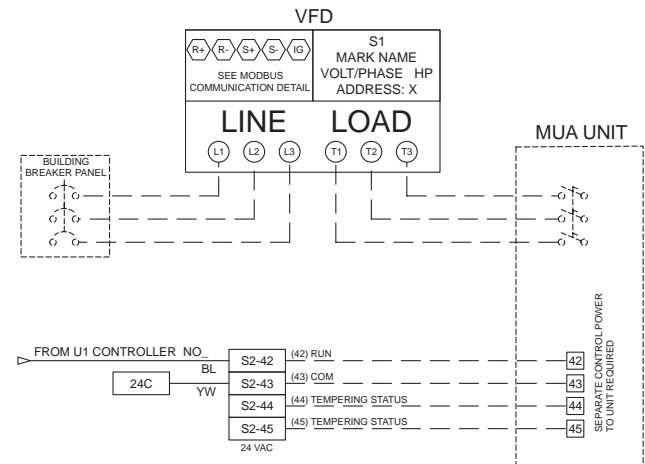 VFD
R+ R- S+ S- IG
SEE MODBUS
COMMUNICATION DETAIL
S1
MARK NAME
VOLT/PHASE HP
ADDRESS: X
LINE LOAD
L1 L2 L3 T1 T2 T3
BUILDING
BREAKER PANEL
MUA UNIT
FROM U1 CONTROLLER NO_
BL
24C
YW
S2-42
S2-43
S2-44
S2-45
24 VAC
(42) RUN
(43) COM
(44) TEMPERING STATUS
(45) TEMPERING STATUS
42
43
44
45
SEPARATE CONTROL POWER
TO UNIT REQUIRED